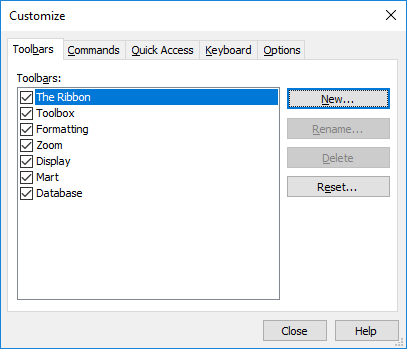 Customize
Toolbars Commands Quick Access Keyboard Options
Toolbars:
The Ribbon
Toolbox
Formatting
Zoom
Display
Mart
Database
New...
Rename...
Delete
Reset...
Close Help